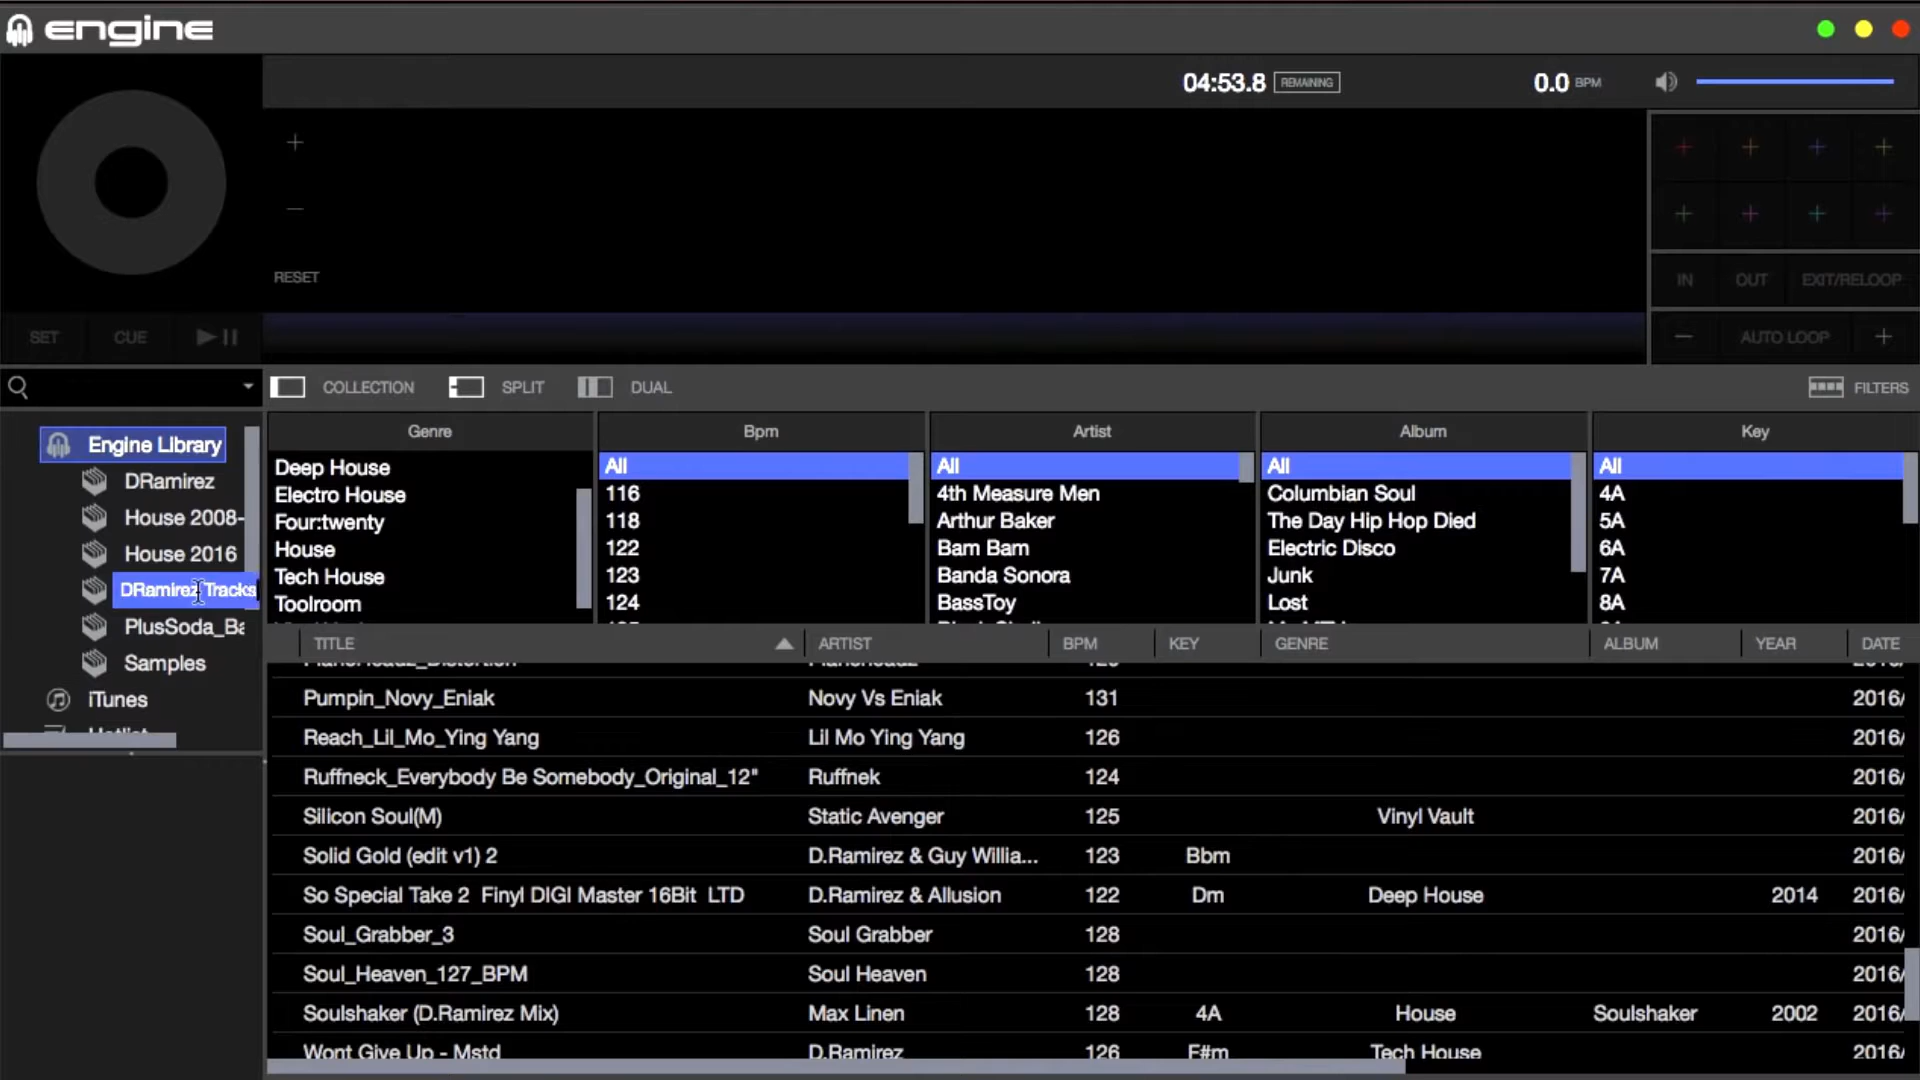 engine
04:53.8 REMAINING 0.0 BPM
RESET
SET CUE
IN OUT EXIT/RELOOP
AUTO LOOP
COLLECTION SPLIT DUAL FILTERS
Engine Library
DRamirez
House 2008-
House 2016
DRamirez Tracks
PlusSoda_Ba
Samples
iTunes
Genre Bpm Artist Album Key
Deep House All All All All
Electro House 116 4th Measure Men Columbian Soul 4A
Four:twenty 118 Arthur Baker The Day Hip Hop Died 5A
House 122 Bam Bam Electric Disco 6A
Tech House 123 Banda Sonora Junk 7A
Toolroom 124 BassToy Lost 8A
TITLE ARTIST BPM KEY GENRE ALBUM YEAR DATE
Pumpin_Novy_Eniak Novy Vs Eniak 131 2016/
Reach_Lil_Mo_Ying Yang Lil Mo Ying Yang 126 2016/
Ruffneck_Everybody Be Somebody_Original_12" Ruffnek 124 2016/
Silicon Soul(M) Static Avenger 125 Vinyl Vault 2016/
Solid Gold (edit v1) 2 D.Ramirez & Guy Willia... 123 Bbm 2016/
So Special Take 2 Finyl DIGI Master 16Bit LTD D.Ramirez & Allusion 122 Dm Deep House 2014 2016/
Soul_Grabber_3 Soul Grabber 128 2016/
Soul_Heaven_127_BPM Soul Heaven 128 2016/
Soulshaker (D.Ramirez Mix) Max Linen 128 4A House Soulshaker 2002 2016/
Wont Give Up - Mstd D.Ramirez 126 F#m Tech House 2016/